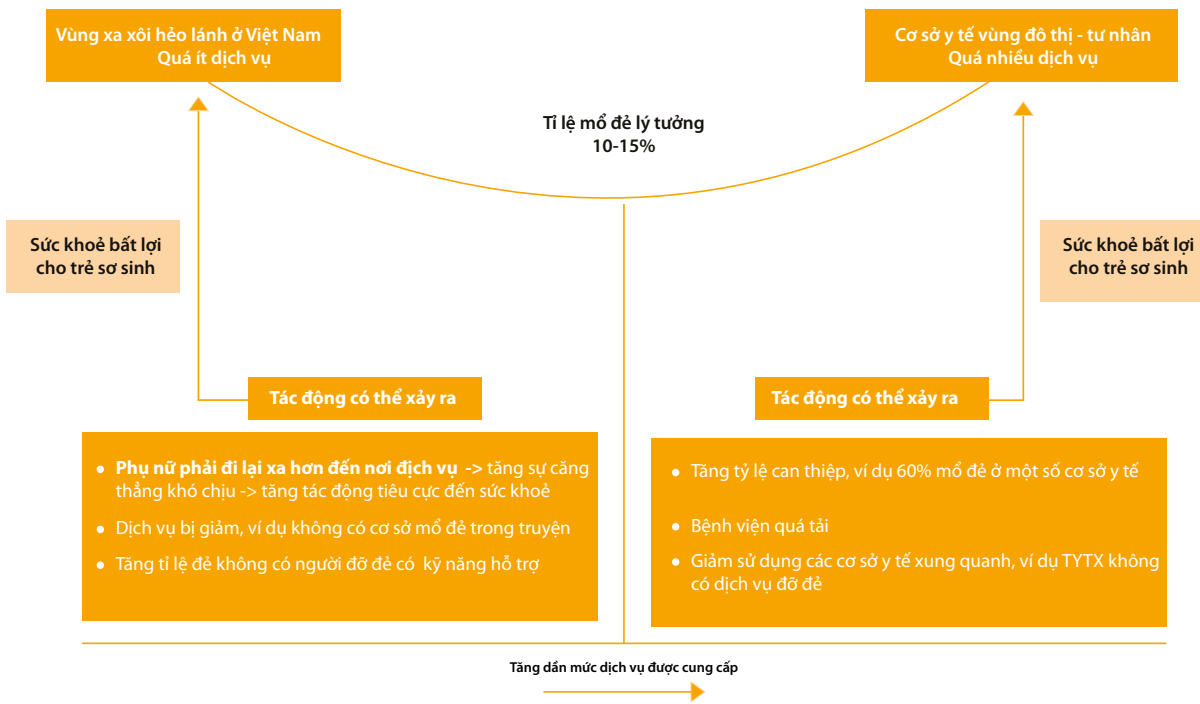 Vùng xa xôi hẻo lánh ở Việt Nam
Quá ít dịch vụ
Cơ sở y tế vùng đô thị - tư nhân
Quá nhiều dịch vụ
Tỉ lệ mổ đẻ lý tưởng
10-15%
Sức khoẻ bất lợi
cho trẻ sơ sinh
Sức khoẻ bất lợi
cho trẻ sơ sinh
Tác động có thể xảy ra
Phụ nữ phải đi lại xa hơn đến nơi địch vụ -> tăng sự căng
thẳng khó chịu -> tăng tác động tiêu cực đến sức khoẻ
Dịch vụ bị giảm, ví dụ không có cơ sở mổ đẻ trong truyện
Tăng tỉ lệ đẻ không có người đỡ đẻ có kỹ năng hỗ trợ
Tác động có thể xảy ra
Tăng tỷ lệ can thiệp, ví dụ 60% mổ đẻ ở một số cơ sở y tế
Bệnh viện quá tải
Giảm sử dụng các cơ sở y tế xung quanh, ví dụ TYTX không
có dịch vụ đỡ đẻ
Tăng dần mức dịch vụ được cung cấp